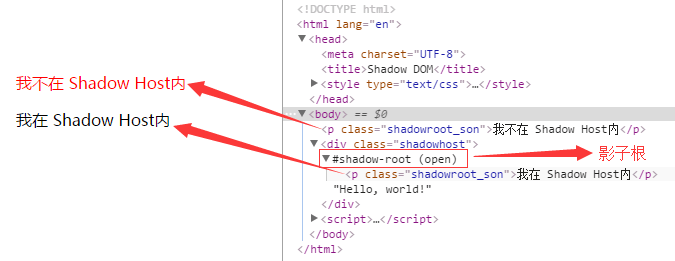 我不在 Shadow Host内
我在 Shadow Host内
<!DOCTYPE html>
<html lang="en">
▼<head>
<meta charset="UTF-8">
<title>Shadow DOM</title>
▶<style type="text/css">…</style>
</head>
▼<body> == $0
<p class="shadowroot_son">我不在 Shadow Host内</p>
▼<div class="shadowhost">
▼#shadow-root (open)
<p class="shadowroot_son">我在 Shadow Host内</p>
"Hello, world!"
</div>
▶<script>…</script>
</body>
</html>
影子根